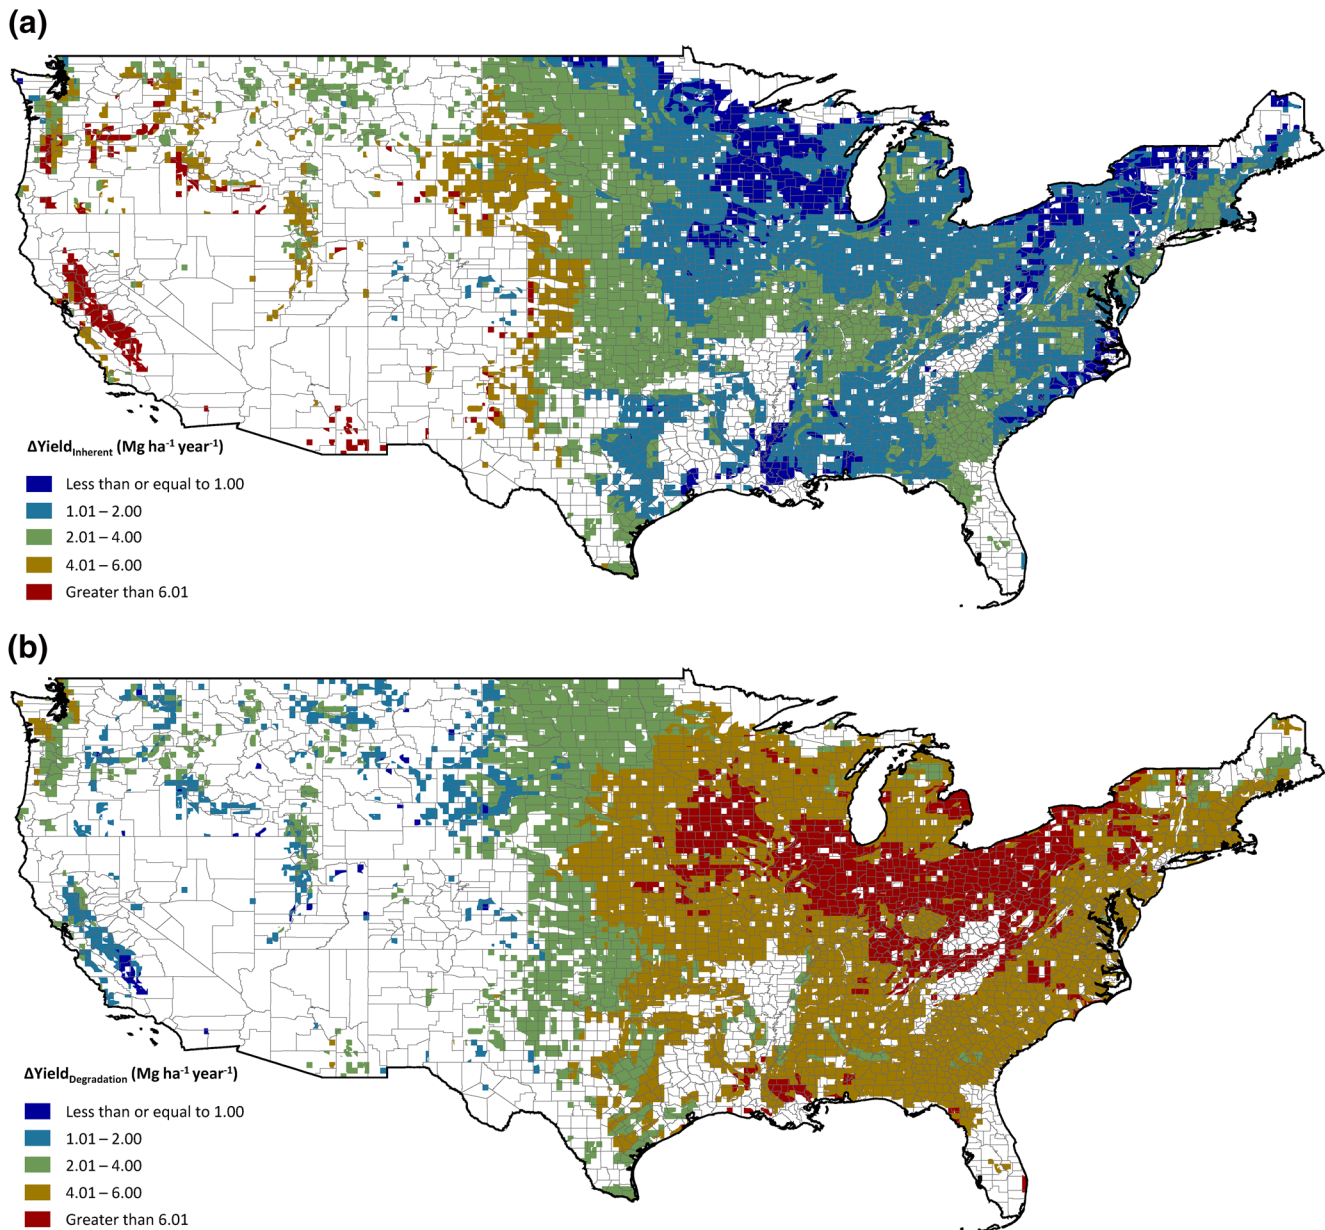 (a)
ΔYieldInherent (Mg ha⁻¹ year⁻¹)
Less than or equal to 1.00
1.01 – 2.00
2.01 – 4.00
4.01 – 6.00
Greater than 6.01
(b)
ΔYieldDegradation (Mg ha⁻¹ year⁻¹)
Less than or equal to 1.00
1.01 – 2.00
2.01 – 4.00
4.01 – 6.00
Greater than 6.01